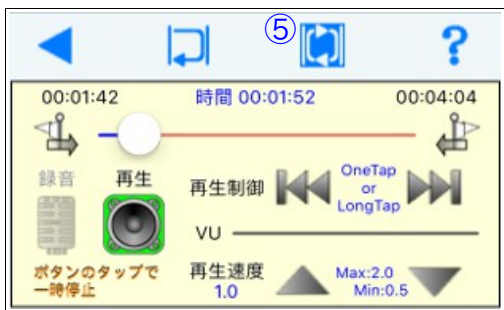 ⑤
?
00:01:42 時間 00:01:52 00:04:04
録音 再生 再生制御 OneTap
or
LongTap
VU
ボタンのタップで
一時停止
再生速度
1.0
Max:2.0
Min:0.5